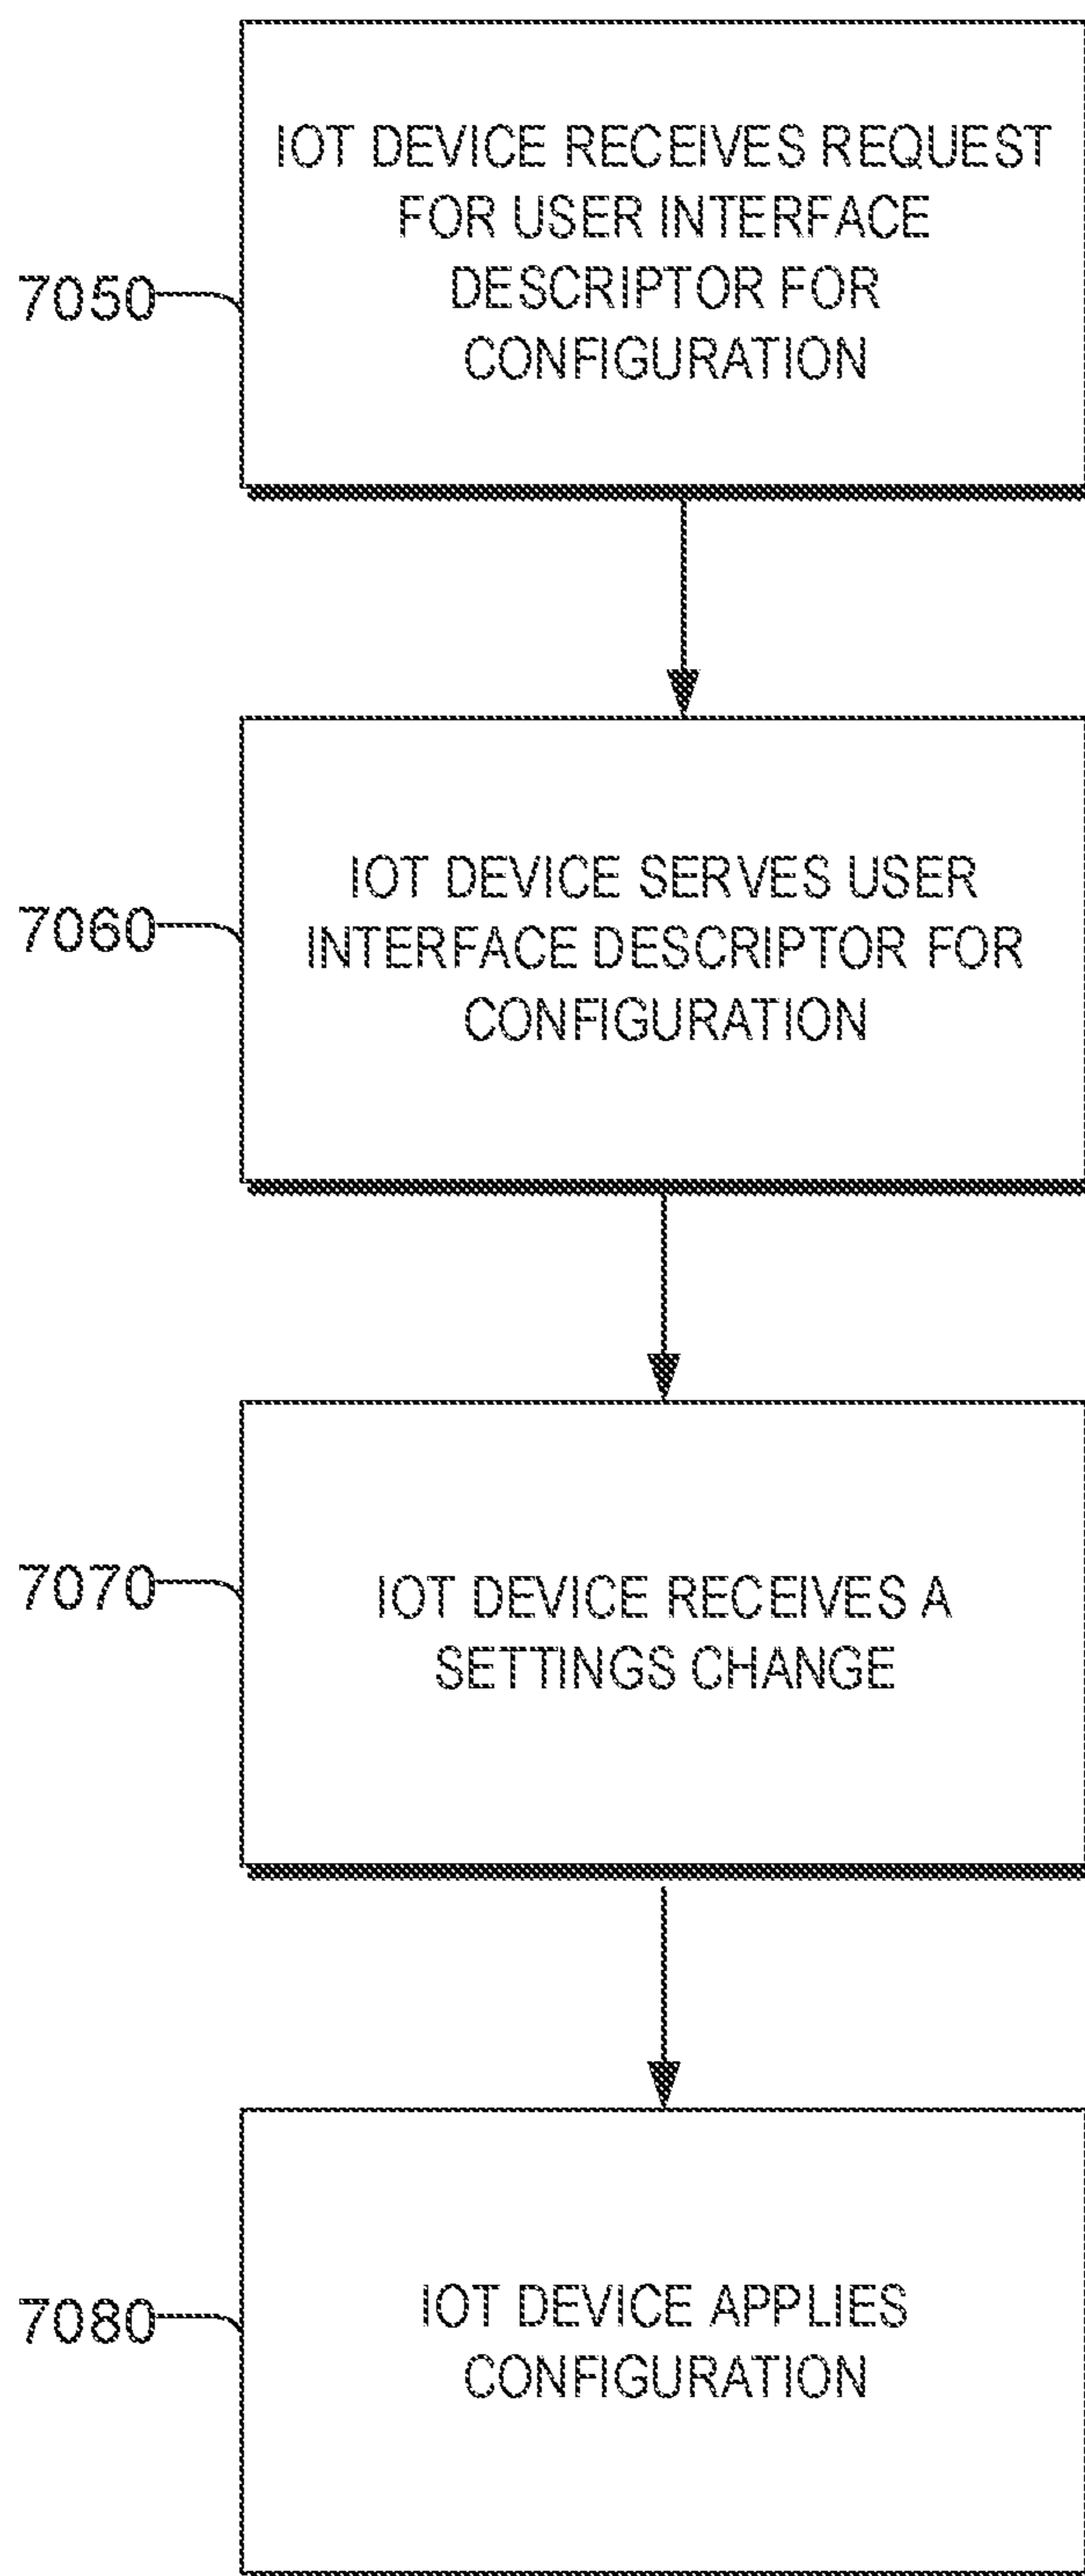 IOT DEVICE RECEIVES REQUEST
FOR USER INTERFACE
DESCRIPTOR FOR
CONFIGURATION
7050
IOT DEVICE SERVES USER
INTERFACE DESCRIPTOR FOR
CONFIGURATION
7060
IOT DEVICE RECEIVES A
SETTINGS CHANGE
7070
IOT DEVICE APPLIES
CONFIGURATION
7080